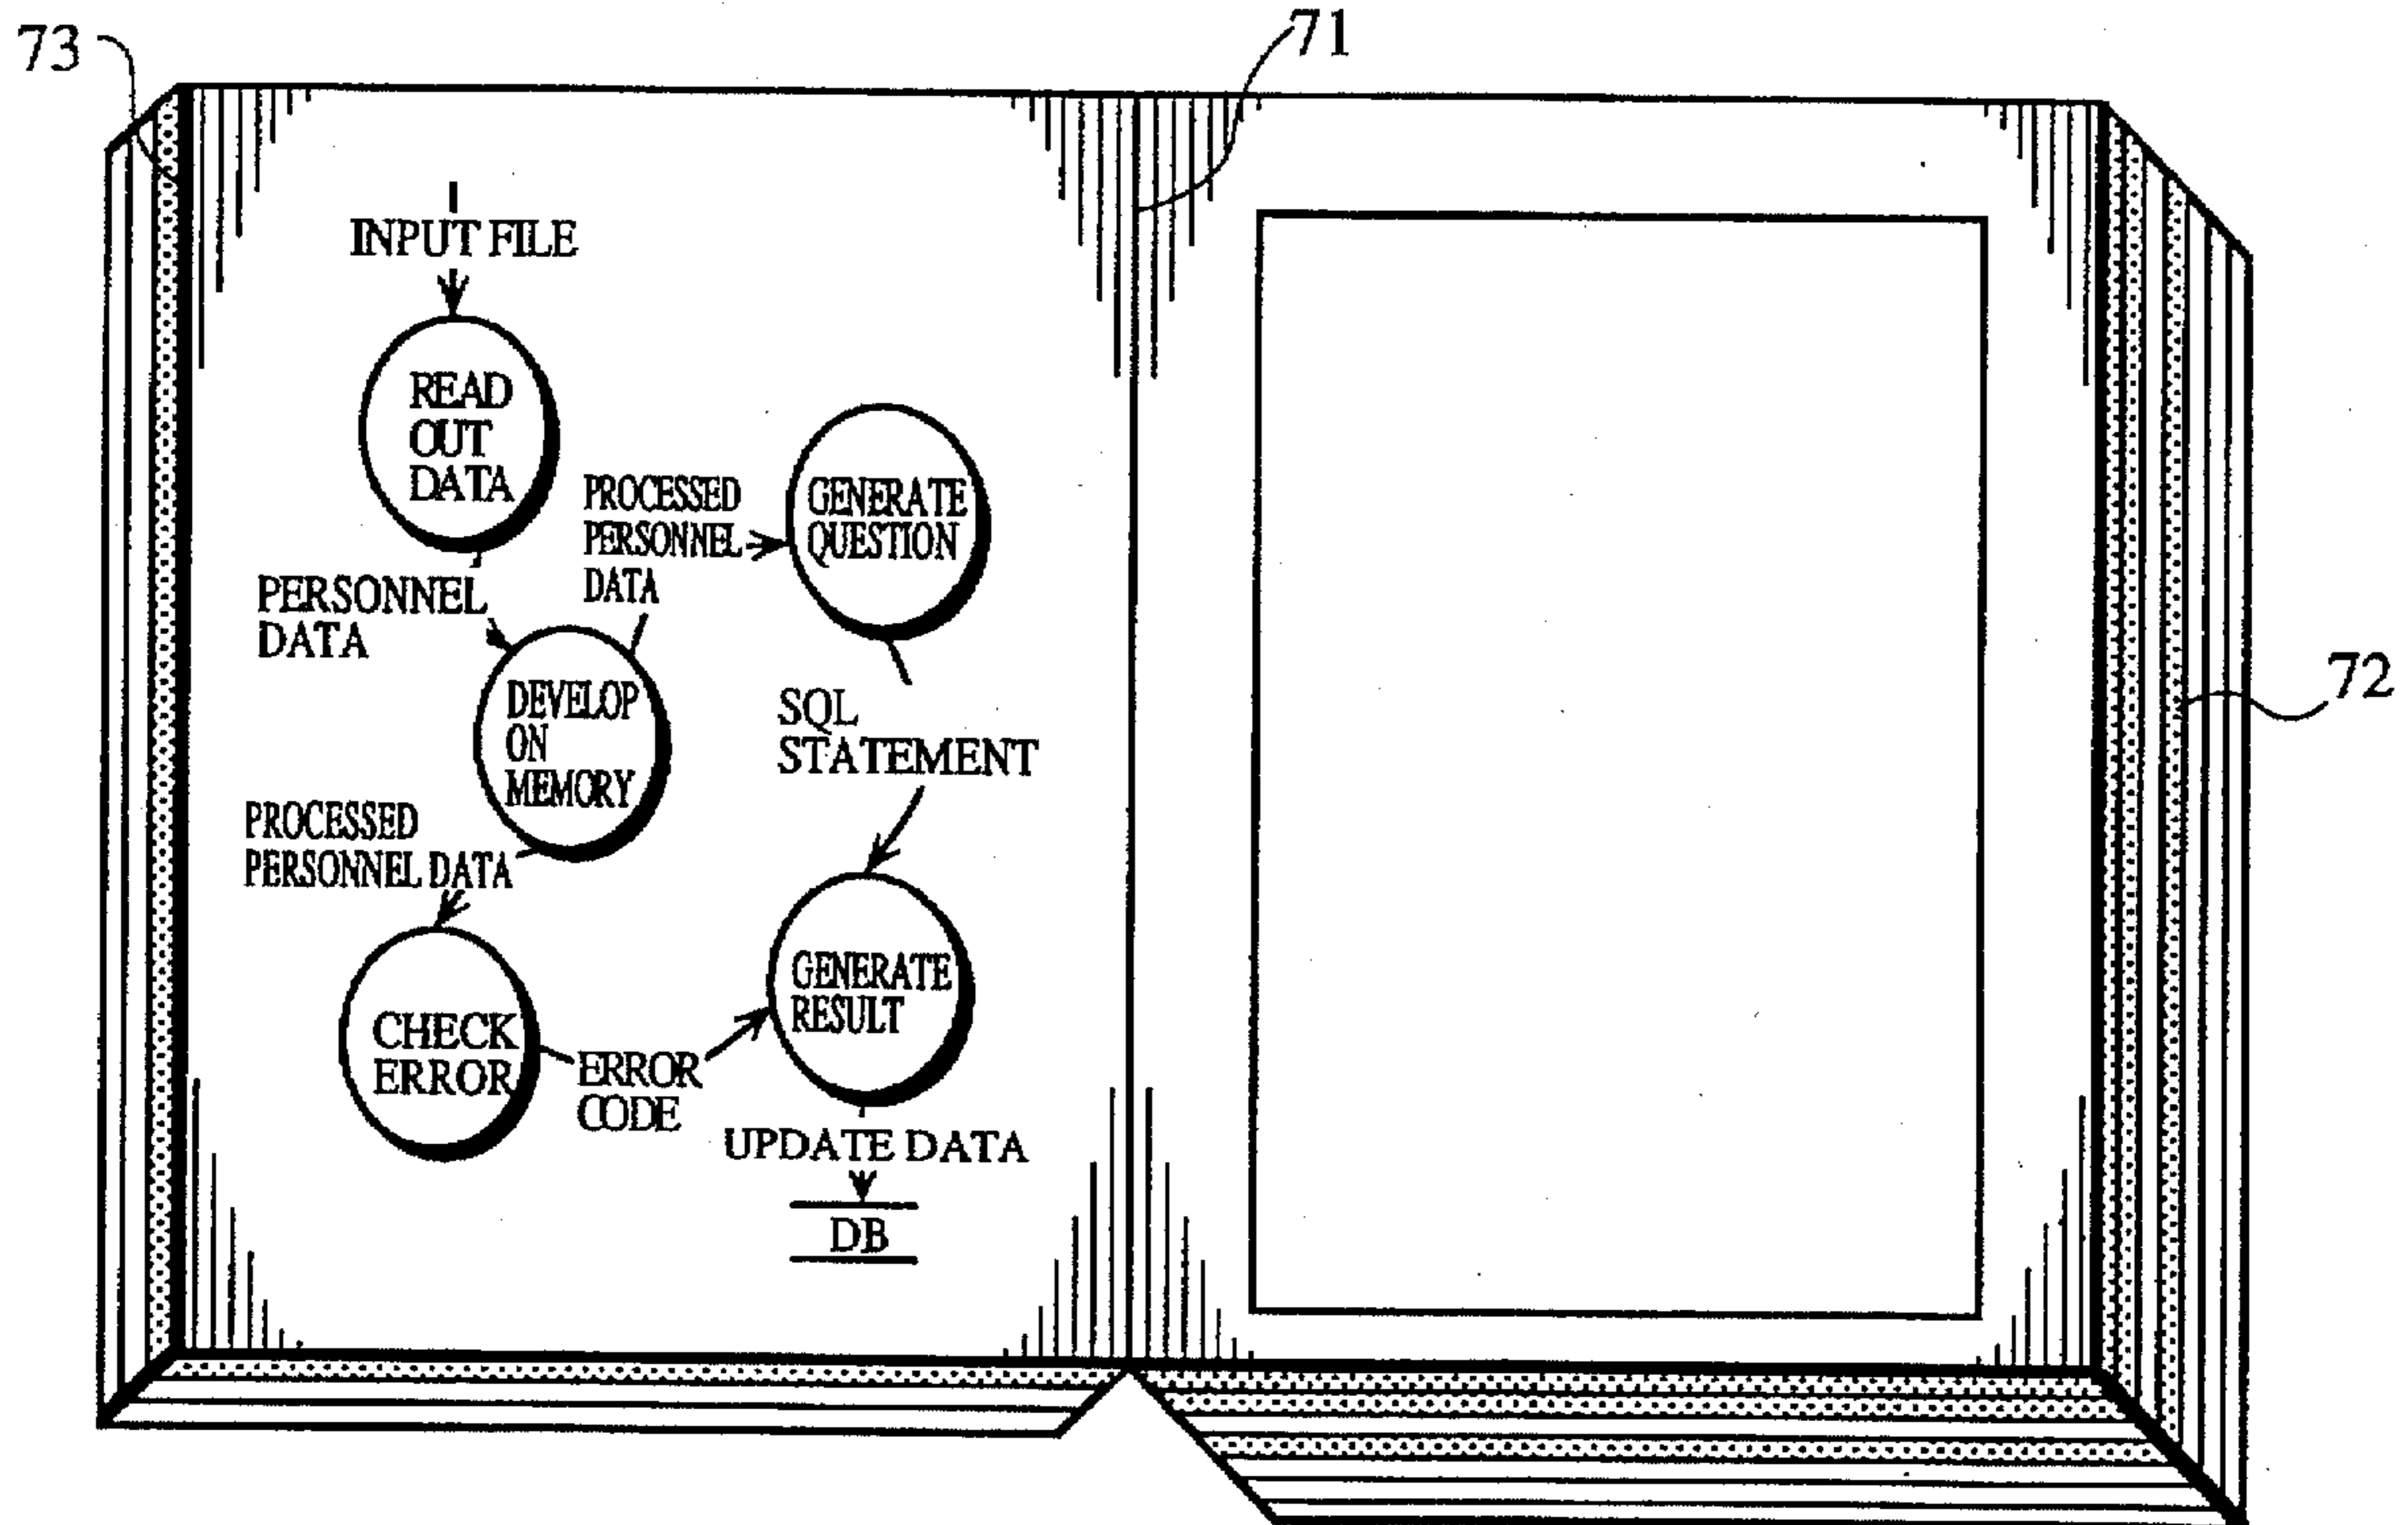 73
71
INPUT FILE
READ
OUT
DATA
PROCESSED
PERSONNEL
DATA
GENERATE
QUESTION
PERSONNEL
DATA
DEVELOP
ON
MEMORY
SQL
STATEMENT
72
PROCESSED
PERSONNEL DATA
GENERATE
RESULT
CHECK
ERROR
ERROR
CODE
UPDATE DATA
DB